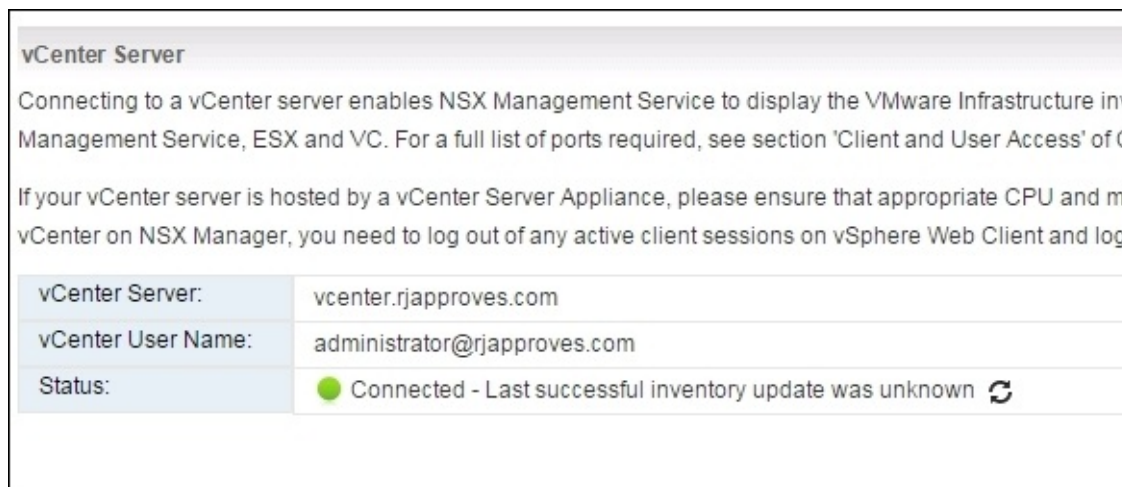 vCenter Server
Connecting to a vCenter server enables NSX Management Service to display the VMware Infrastructure
Management Service, ESX and VC. For a full list of ports required, see section 'Client and User Access' of
If your vCenter server is hosted by a vCenter Server Appliance, please ensure that appropriate CPU and
vCenter on NSX Manager, you need to log out of any active client sessions on vSphere Web Client and
vCenter Server: vcenter.rjapproves.com
vCenter User Name: administrator@rjapproves.com
Status: Connected - Last successful inventory update was unknown